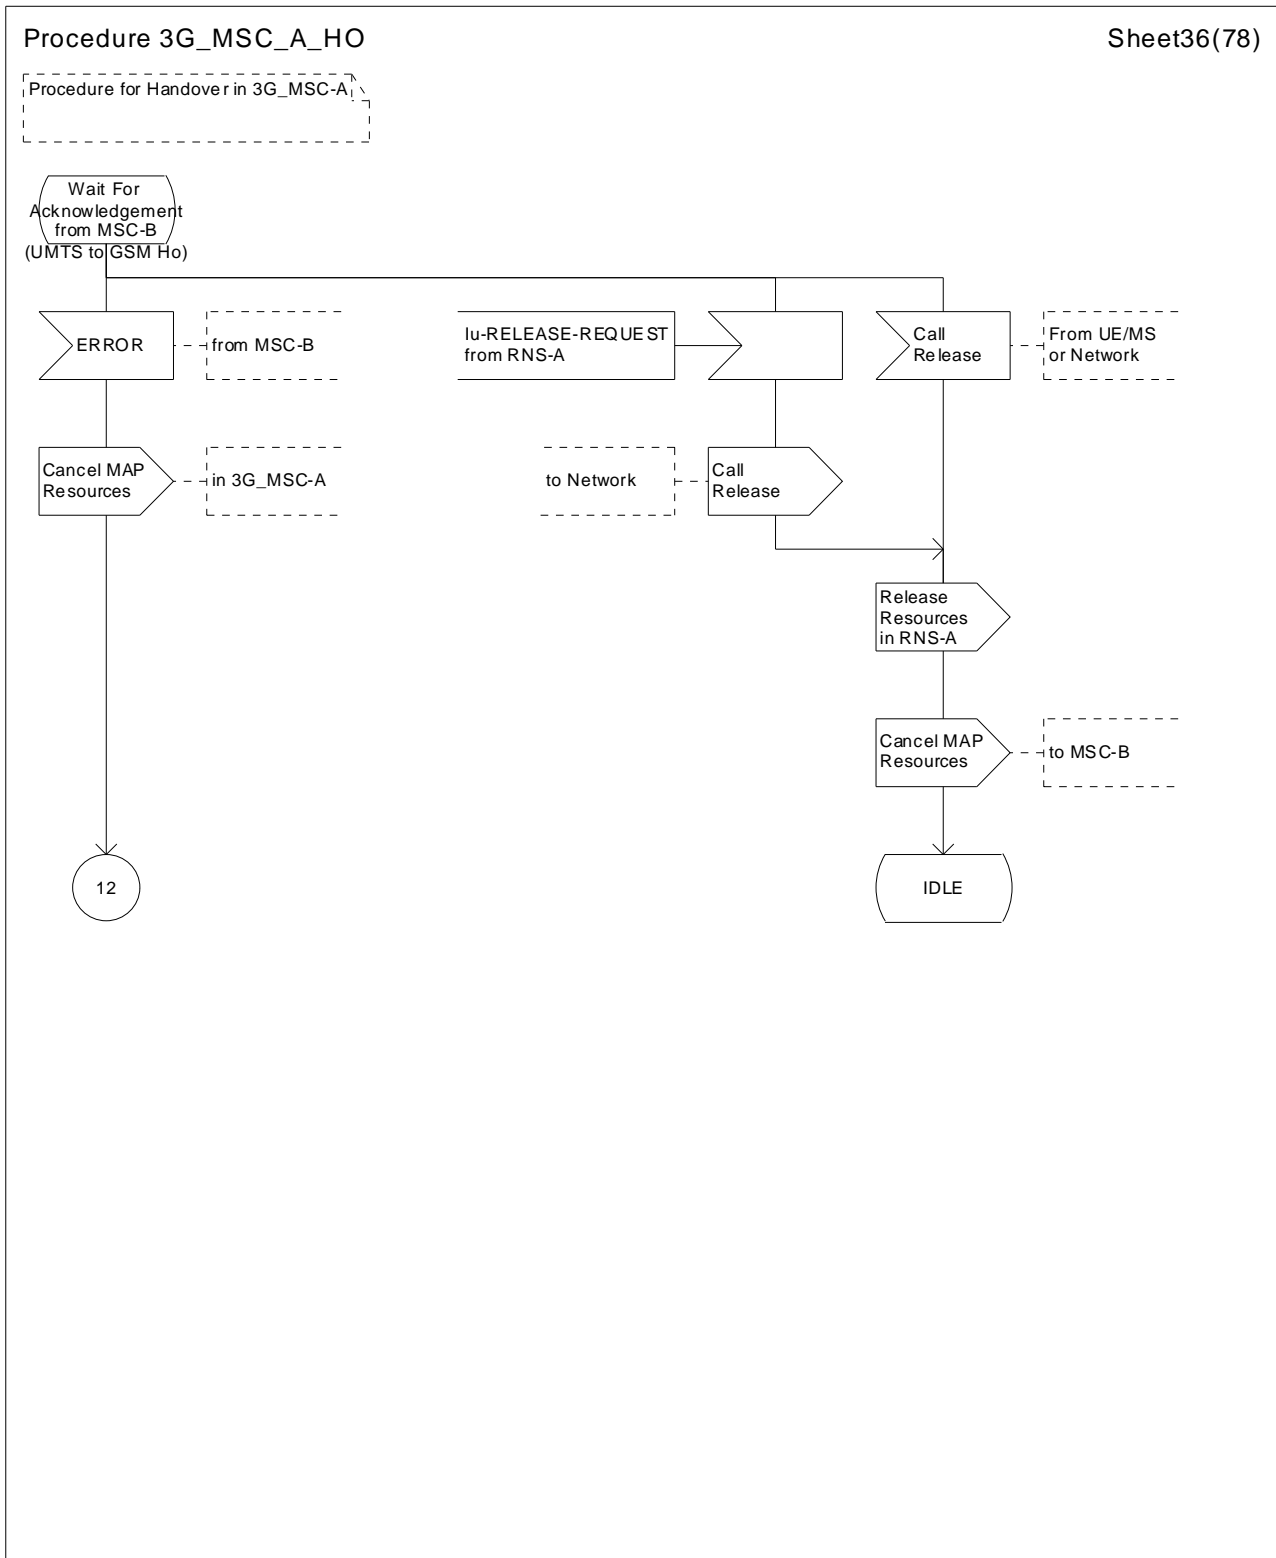 Procedure 3G_MSC_A_HO
Sheet36(78)
Procedure for Handover in 3G_MSC-A
Wait For
Acknowledgement
from MSC-B
(UMTS to GSM Ho)
ERROR
from MSC-B
Iu-RELEASE-REQUEST
from RNS-A
Call
Release
From UE/MS
or Network
Cancel MAP
Resources
in 3G_MSC-A
to Network
Call
Release
Release
Resources
in RNS-A
Cancel MAP
Resources
to MSC-B
12
IDLE